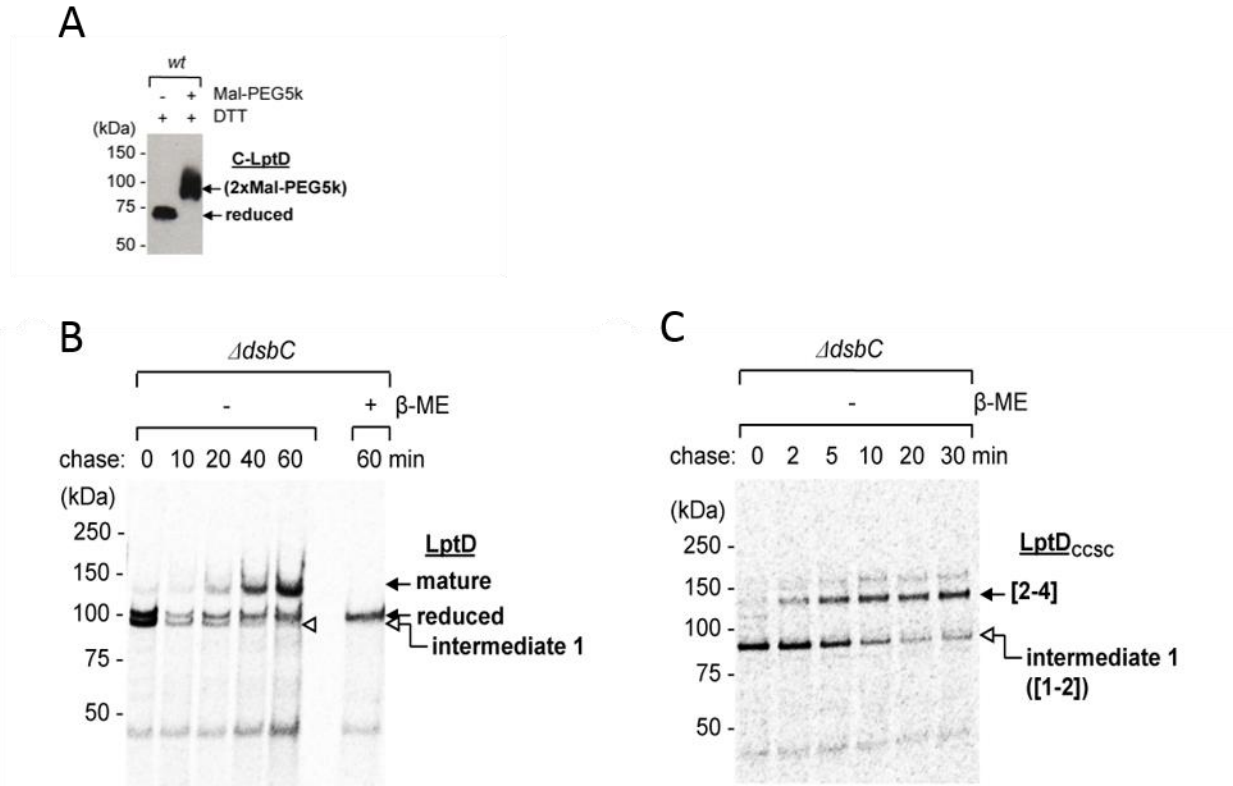 A
wt
- + Mal-PEG5k
+ + DTT
(kDa)
150 -
C-LptD
100 -
(2xMal-PEG5k)
75 -
reduced
50 -
B
ΔdsbC
- + β-ME
chase: 0 10 20 40 60 60 min
(kDa)
250 -
LptD
150 -
mature
100 -
reduced
intermediate 1
75 -
50 -
C
ΔdsbC
- β-ME
chase: 0 2 5 10 20 30 min
(kDa)
250 -
LptDCCSC
150 -
[2-4]
100 -
intermediate 1
75 -
([1-2])
50 -